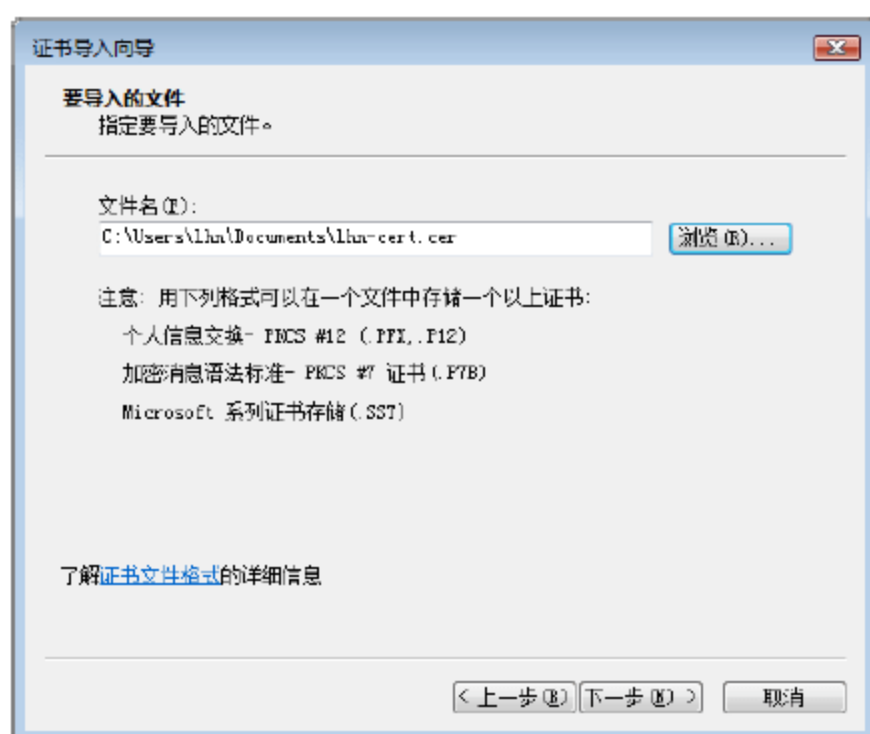 证书导入向导
要导入的文件
指定要导入的文件。
文件名(F):
C:\Users\lhn\Documents\lhn-cert.cer
浏览(R)...
注意: 用下列格式可以在一个文件中存储一个以上证书:
个人信息交换- PKCS #12 (.PFX,.P12)
加密消息语法标准- PKCS #7 证书(.P7B)
Microsoft 系列证书存储(.SST)
了解证书文件格式的详细信息
< 上一步(B) 下一步(N) > 取消